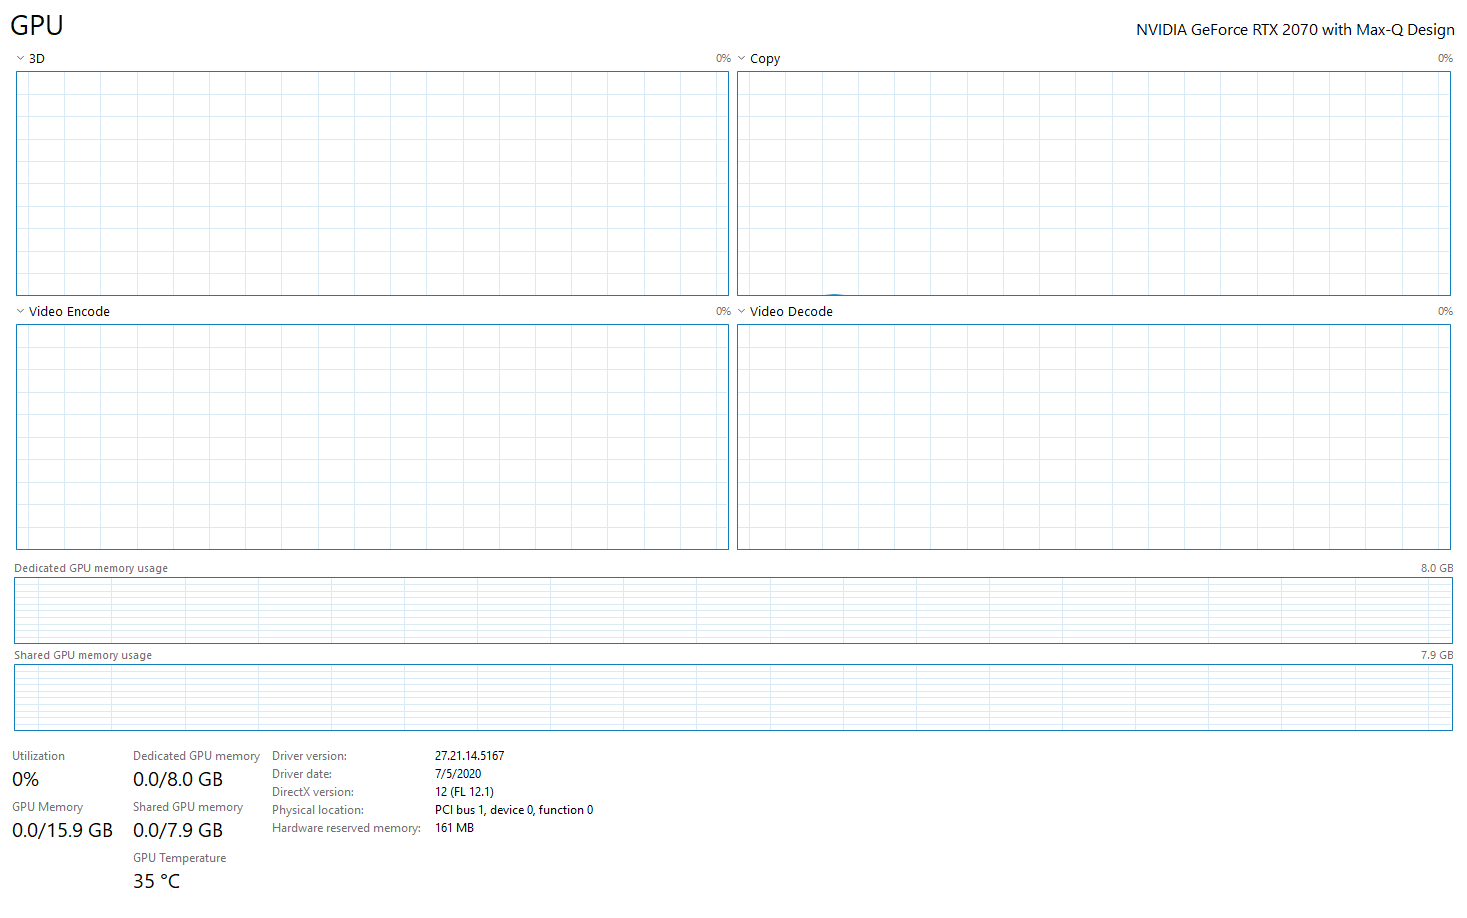 GPU
NVIDIA GeForce RTX 2070 with Max-Q Design
3D 0%
Copy 0%
Video Encode 0%
Video Decode 0%
Dedicated GPU memory usage 8.0 GB
Shared GPU memory usage 7.9 GB
Utilization
0%
GPU Memory
0.0/15.9 GB
Dedicated GPU memory
0.0/8.0 GB
Shared GPU memory
0.0/7.9 GB
GPU Temperature
35 °C
Driver version: 27.21.14.5167
Driver date: 7/5/2020
DirectX version: 12 (FL 12.1)
Physical location: PCI bus 1, device 0, function 0
Hardware reserved memory: 161 MB